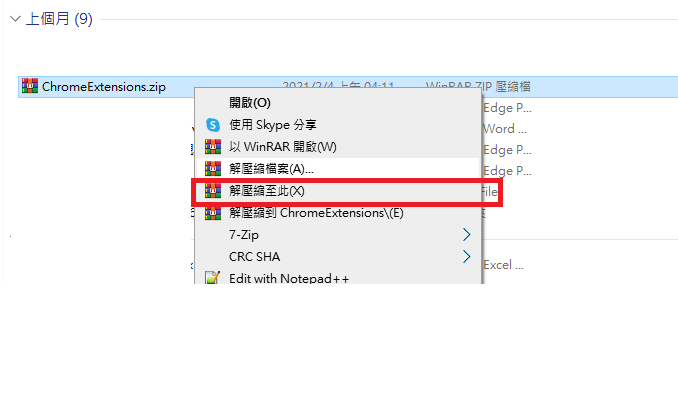 上個月 (9)
ChromeExtensions.zip 2021/2/4 上午 04:11 WinRAR ZIP 壓縮檔
開啟(O)
Edge P...
使用 Skype 分享
Word ...
以 WinRAR 開啟(W)
Edge P...
解壓縮檔案(A)...
Edge P...
解壓縮至此(X)
File
解壓縮到 ChromeExtensions\(E)
7-Zip
CRC SHA
Excel ...
Edit with Notepad++